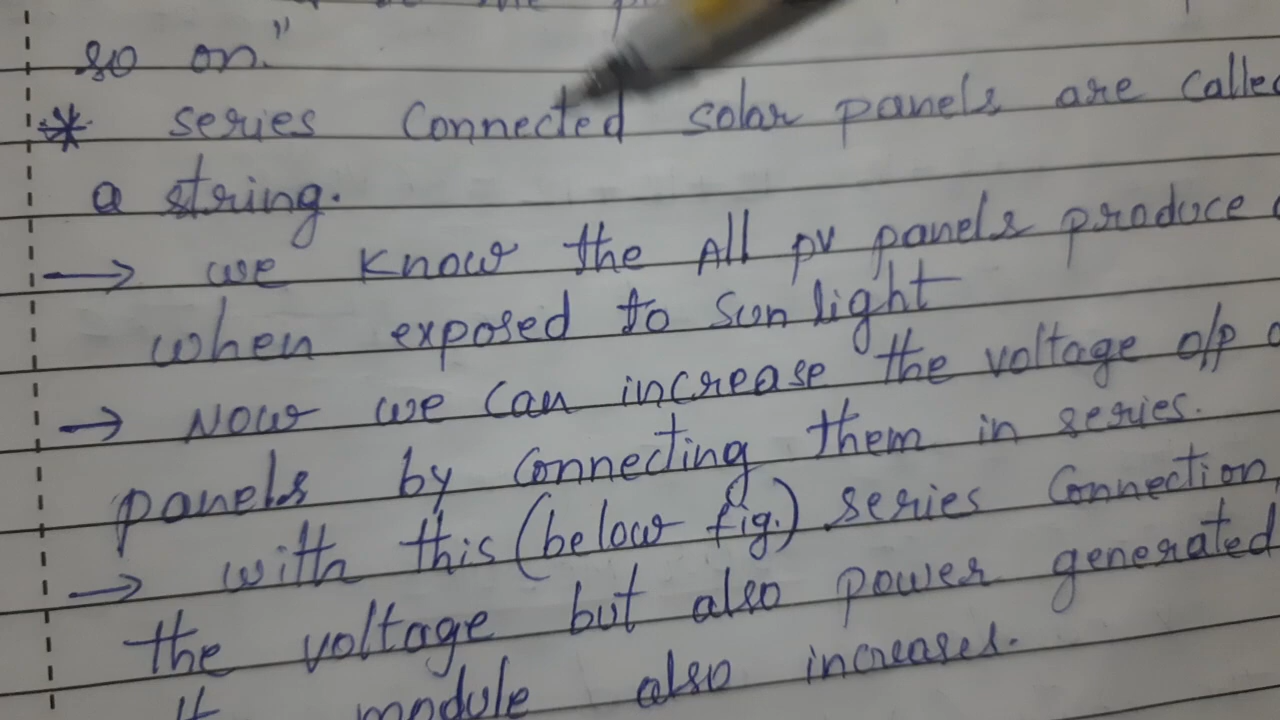 so on."
* series connected solar panels are called
a string.
→ we know the All pv panels produce
when exposed to sun light
→ Now we can increase the voltage o/p
panels by connecting them in series.
→ with this (below fig.) series connection,
the voltage but also power generated
module also increases.